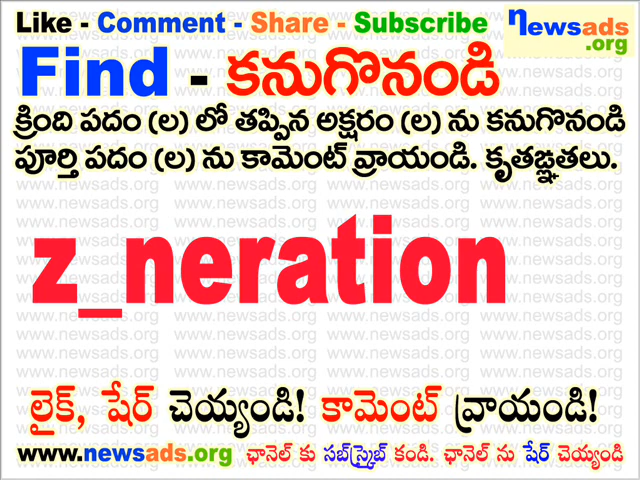 Like - Comment - Share - Subscribe
newsads
.org
Find - కనుగొనండి
క్రింది పదం (ల) లో తప్పిన అక్షరం (ల) ను కనుగొనండి
పూర్తి పదం (ల) ను కామెంట్ వ్రాయండి. కృతఙ్ఞతలు.
z_neration
లైక్, షేర్ చెయ్యండి! కామెంట్ వ్రాయండి!
www.newsads.org ఛానెల్ కు సబ్‌స్క్రైబ్ కండి. ఛానెల్ ను షేర్ చెయ్యండి